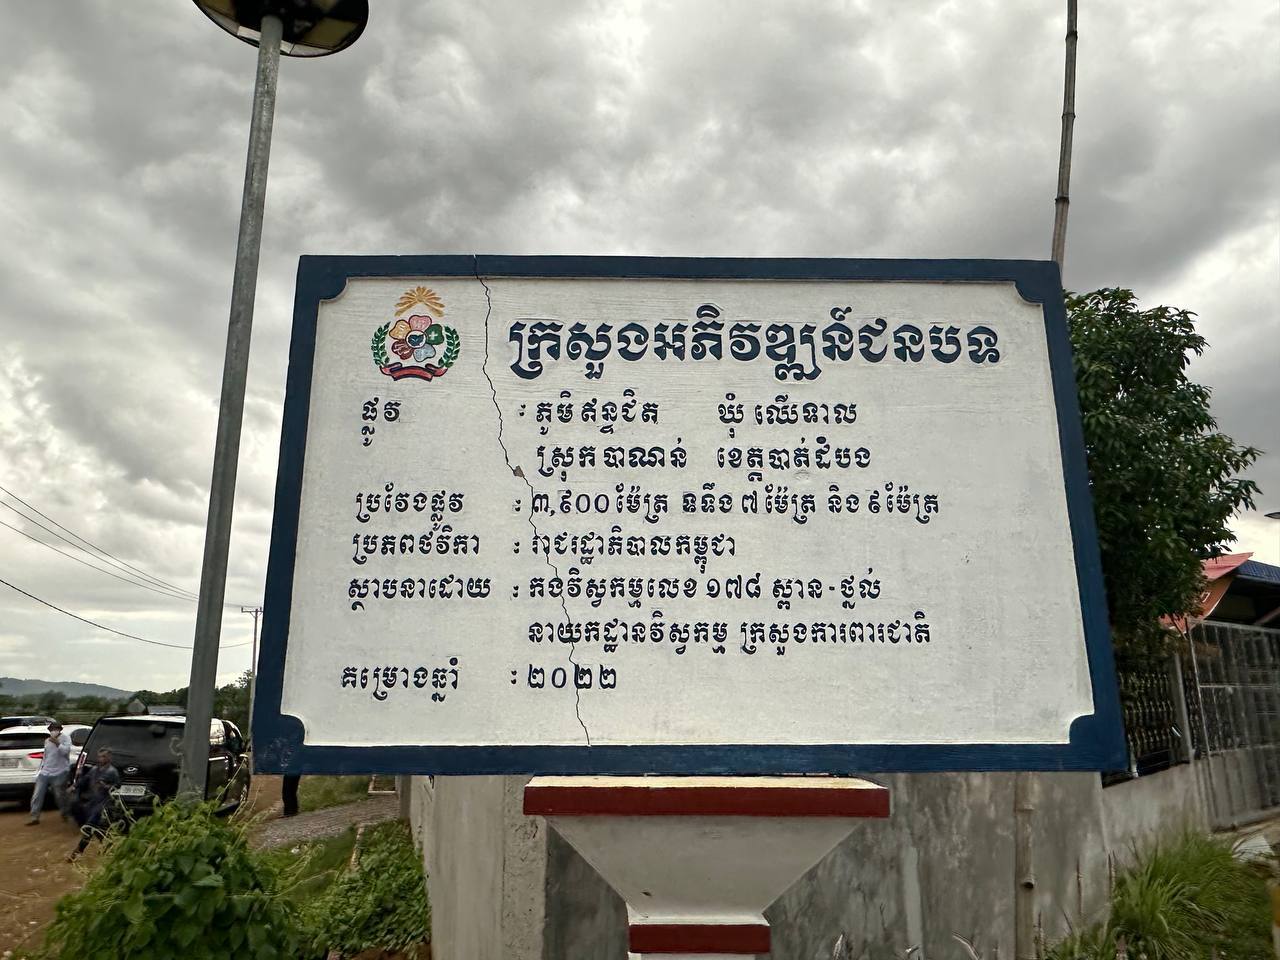 ក្រសួងអភិវឌ្ឍន៍ជនបទ
ផ្លូវ : ភូមិ ឥន្ទជិត ឃុំ ឈើទាល
ស្រុក បាណន់ ខេត្តបាត់ដំបង
ប្រវែងផ្លូវ : ៣,៩០០ម៉ែត្រ ទទឹង ៧ ម៉ែត្រ និង ៩ម៉ែត្រ
ប្រភពថវិកា : រាជរដ្ឋាភិបាលកម្ពុជា
ស្ថាបនាដោយ : កងវិស្វកម្មលេខ ១៧៨ ស្ពាន - ថ្នល់
នាយកដ្ឋានវិស្វកម្ម ក្រសួងការពារជាតិ
គម្រោងឆ្នាំ : ២០២២